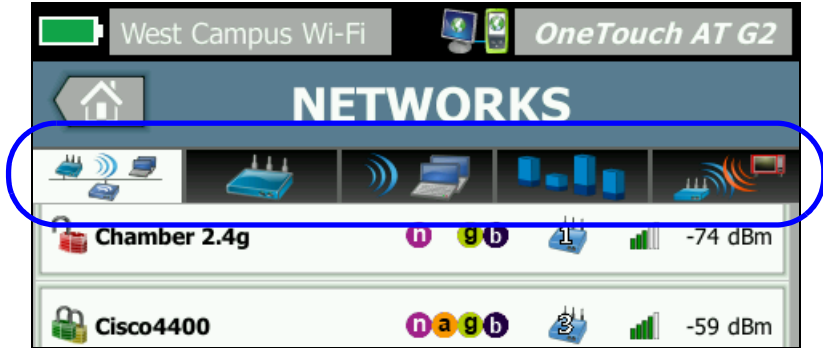 West Campus Wi-Fi OneTouch AT G2
NETWORKS
Chamber 2.4g n g b 1 -74 dBm
Cisco4400 n a g b 3 -59 dBm